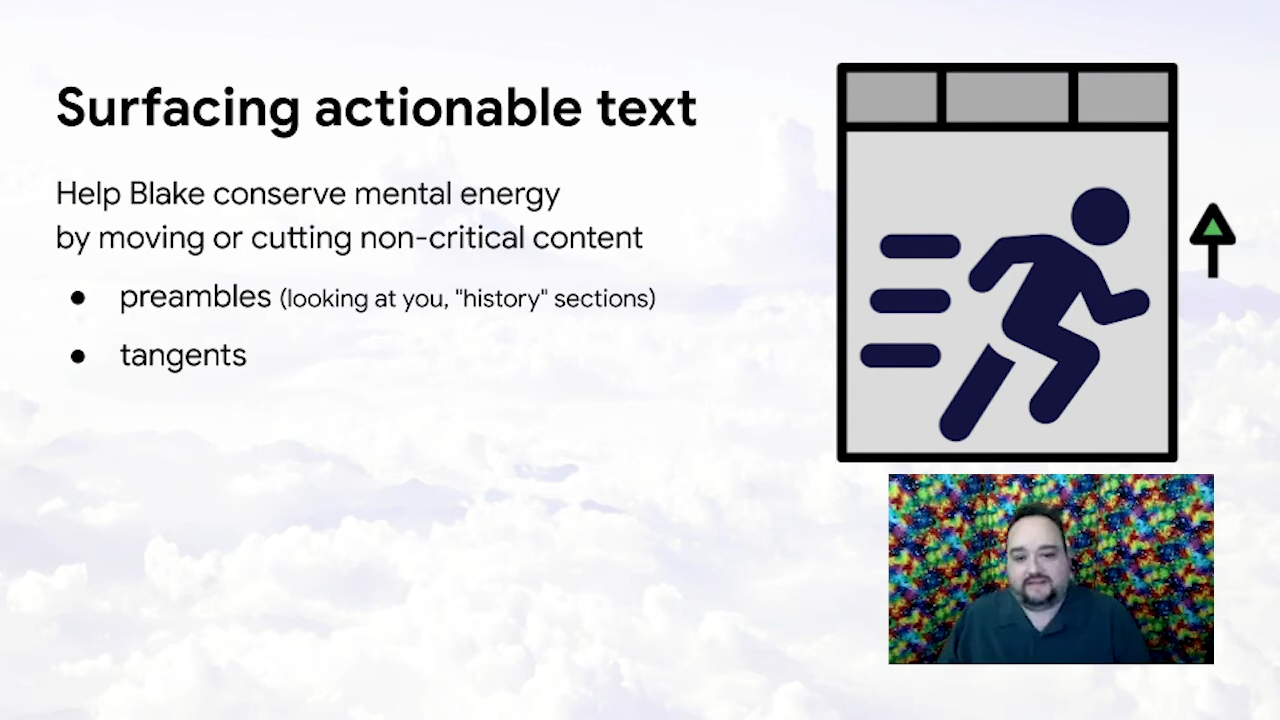 Surfacing actionable text
Help Blake conserve mental energy
by moving or cutting non-critical content
● preambles (looking at you, "history" sections)
● tangents